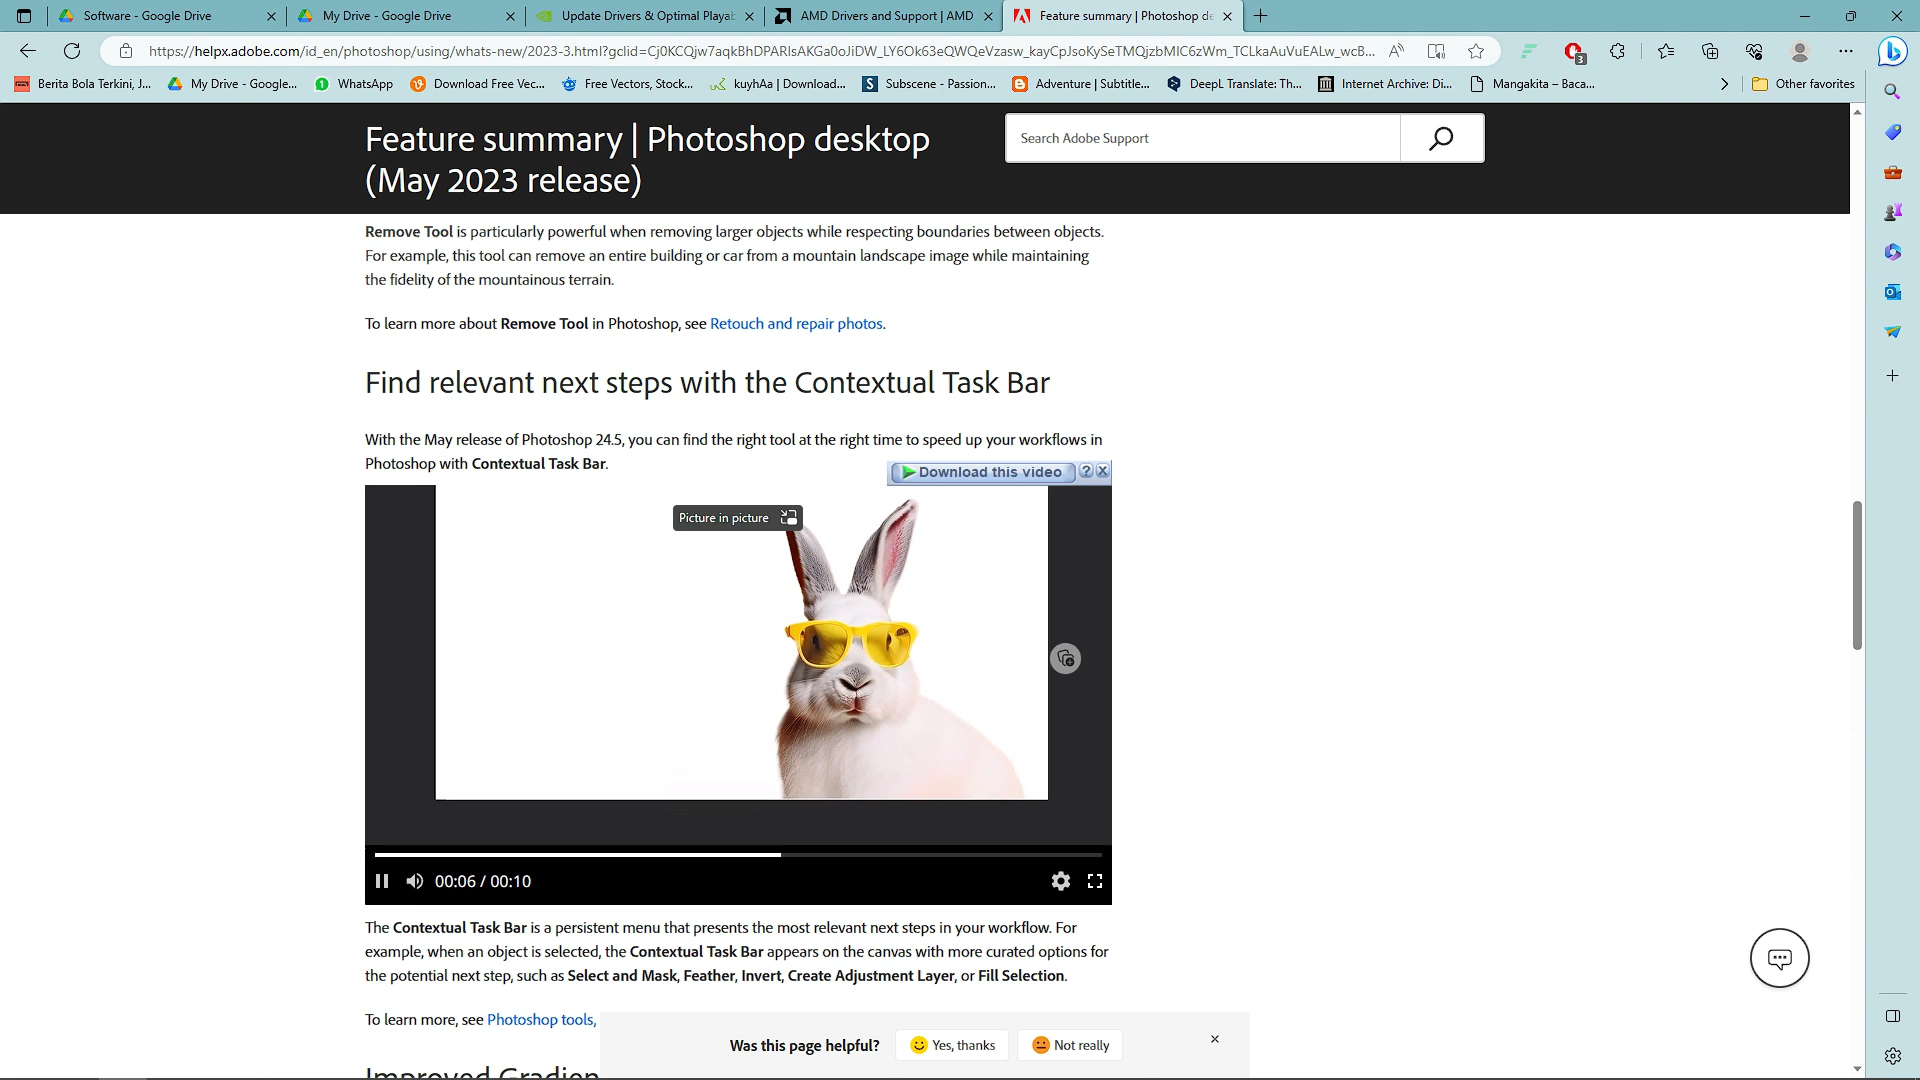 Software - Google Drive
My Drive - Google Drive
Update Drivers & Optimal Playab
AMD Drivers and Support | AMD
Feature summary | Photoshop de
https://helpx.adobe.com/id_en/photoshop/using/whats-new/2023-3.html?gclid=Cj0KCQjw7aqkBhDPARIsAKGa0oJiDW_LY6Ok63eQWQeVzasw_kayCpJsoKySeTMQjzbMIC6zWm_TCLkaAuVuEALw_wcB...
3
Berita Bola Terkini, J...
My Drive - Google...
WhatsApp
Download Free Vec...
Free Vectors, Stock...
kuyhAa | Download...
Subscene - Passion...
Adventure | Subtitle...
DeepL Translate: Th...
Internet Archive: Di...
Mangakita – Baca...
Other favorites
Feature summary | Photoshop desktop
(May 2023 release)
Search Adobe Support
Remove Tool is particularly powerful when removing larger objects while respecting boundaries between objects.
For example, this tool can remove an entire building or car from a mountain landscape image while maintaining
the fidelity of the mountainous terrain.
To learn more about Remove Tool in Photoshop, see Retouch and repair photos.
Find relevant next steps with the Contextual Task Bar
With the May release of Photoshop 24.5, you can find the right tool at the right time to speed up your workflows in
Photoshop with Contextual Task Bar.
Download this video
Picture in picture
00:06 / 00:10
The Contextual Task Bar is a persistent menu that presents the most relevant next steps in your workflow. For
example, when an object is selected, the Contextual Task Bar appears on the canvas with more curated options for
the potential next step, such as Select and Mask, Feather, Invert, Create Adjustment Layer, or Fill Selection.
To learn more, see Photoshop tools,
Was this page helpful?
Yes, thanks
Not really
Improved Gradien